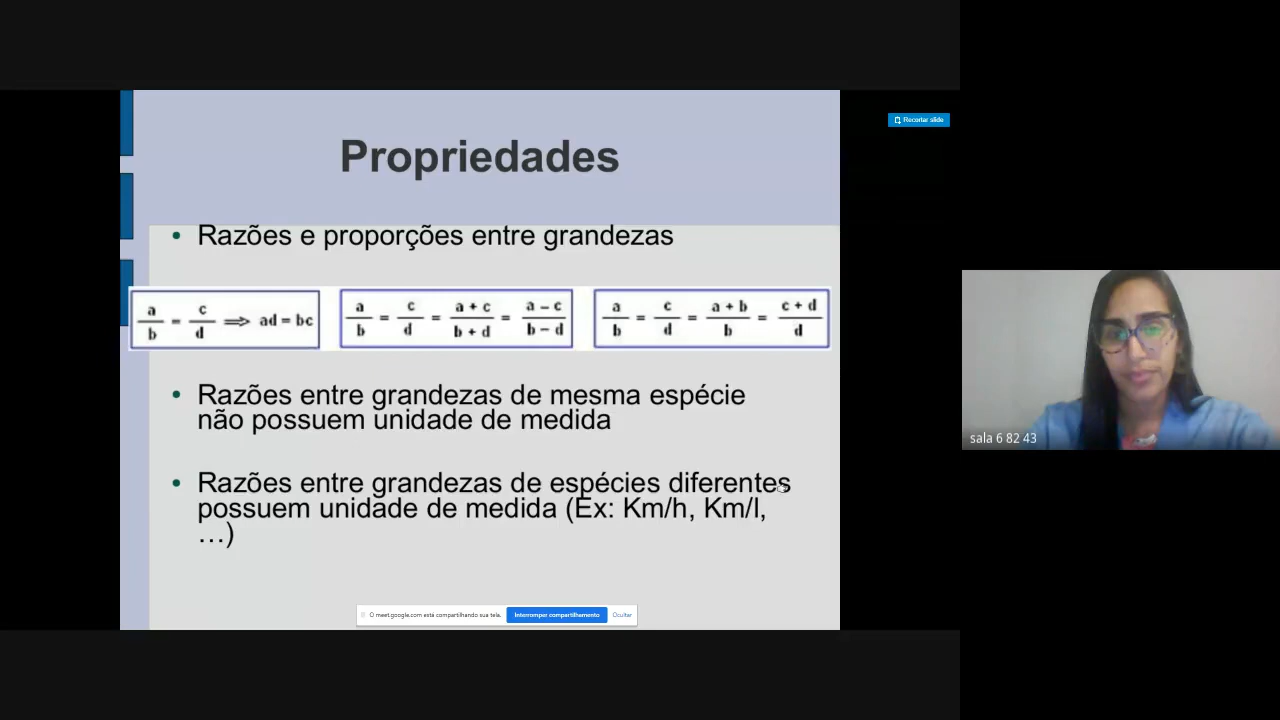 Recortar slide
Propriedades
• Razões e proporções entre grandezas
a/b = c/d ⟹ ad = bc
a/b = c/d = a + c/b + d = a – c/b – d
a/b = c/d = a + b/b = c + d/d
• Razões entre grandezas de mesma espécie
não possuem unidade de medida
• Razões entre grandezas de espécies diferentes
possuem unidade de medida (Ex: Km/h, Km/l,
…)
O meet.google.com está compartilhando sua tela.
Interromper compartilhamento
Ocultar
sala 6 82 43